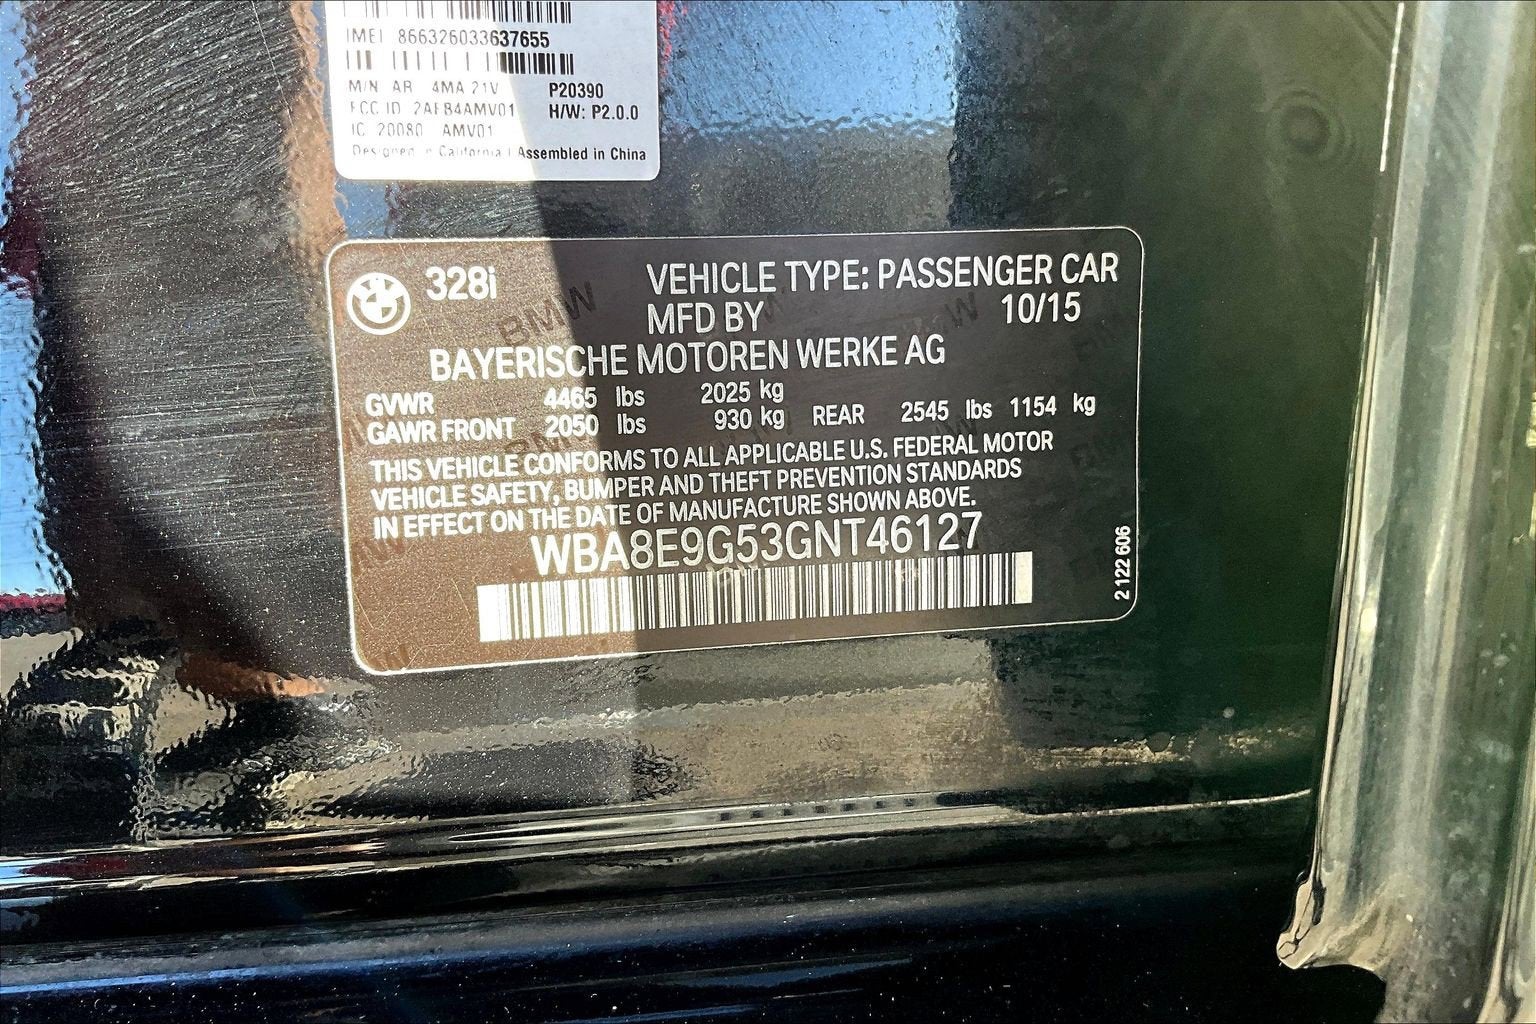 IMEI 866326033637655
M/N AR 4MA 21V P20390
FCC ID 2AFB4AMV01 H/W: P2.0.0
IC 20080 AMV01
Designed in California Assembled in China
328i VEHICLE TYPE: PASSENGER CAR
MFD BY 10/15
BAYERISCHE MOTOREN WERKE AG
GVWR 4465 lbs 2025 kg
GAWR FRONT 2050 lbs 930 kg REAR 2545 lbs 1154 kg
THIS VEHICLE CONFORMS TO ALL APPLICABLE U.S. FEDERAL MOTOR
VEHICLE SAFETY, BUMPER AND THEFT PREVENTION STANDARDS
IN EFFECT ON THE DATE OF MANUFACTURE SHOWN ABOVE.
WBA8E9G53GNT46127
2 122 606